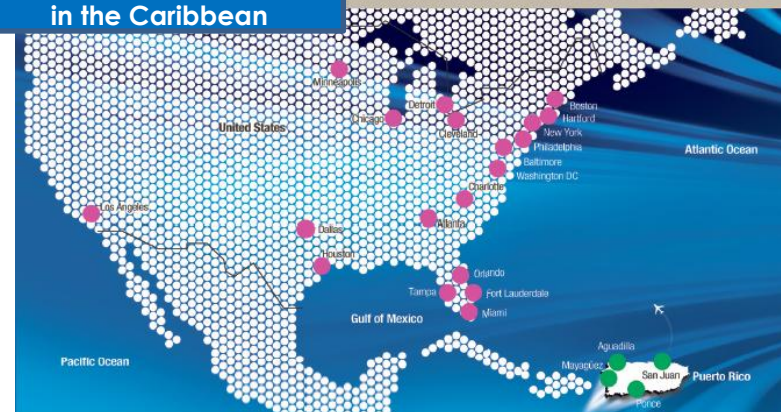 in the Caribbean
Minneapolis
Detroit
Boston
Chicago
Hartford
United States
Cleveland
New York
Philadelphia
Atlantic Ocean
Baltimore
Washington DC
Charlotte
Los Angeles
Atlanta
Dallas
Houston
Orlando
Tampa
Fort Lauderdale
Miami
Gulf of Mexico
Aguadilla
Pacific Ocean
Mayagüez
San Juan
Puerto Rico
Ponce